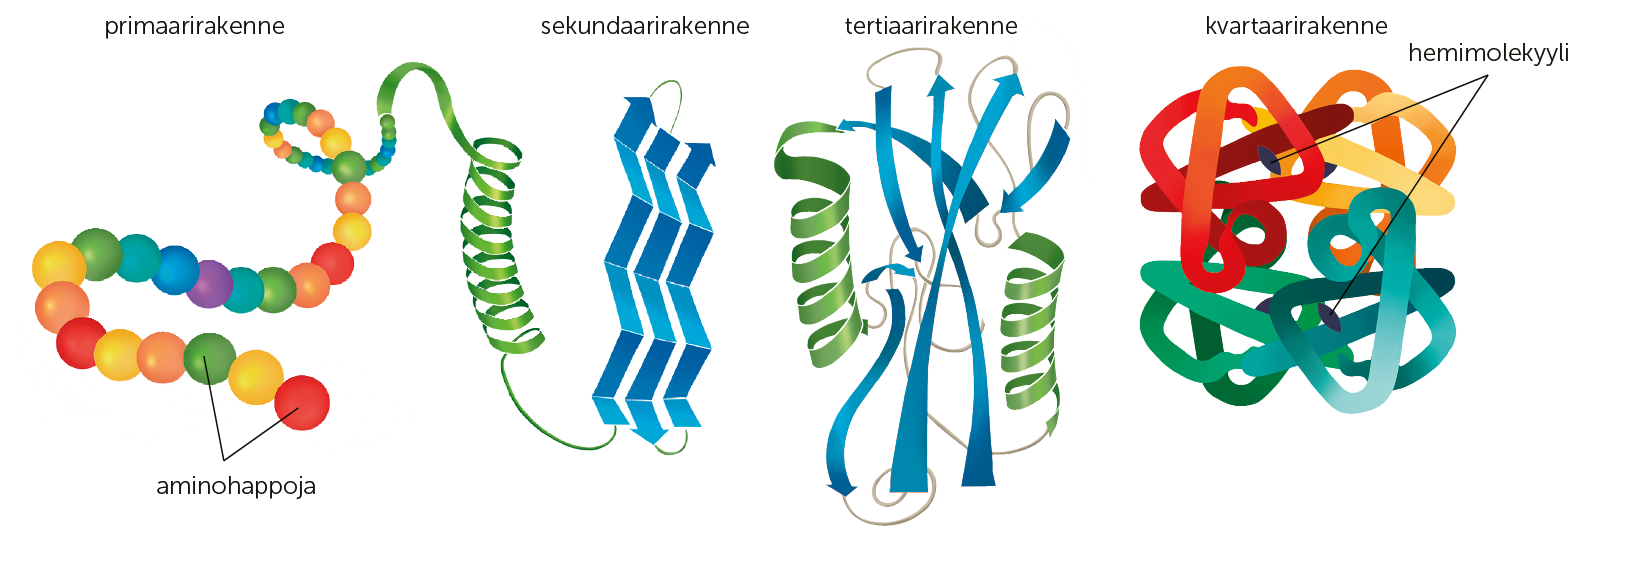 primaarirakenne
sekundaarirakenne
tertiaarirakenne
kvartaarirakenne
hemimolekyyli
aminohappoja